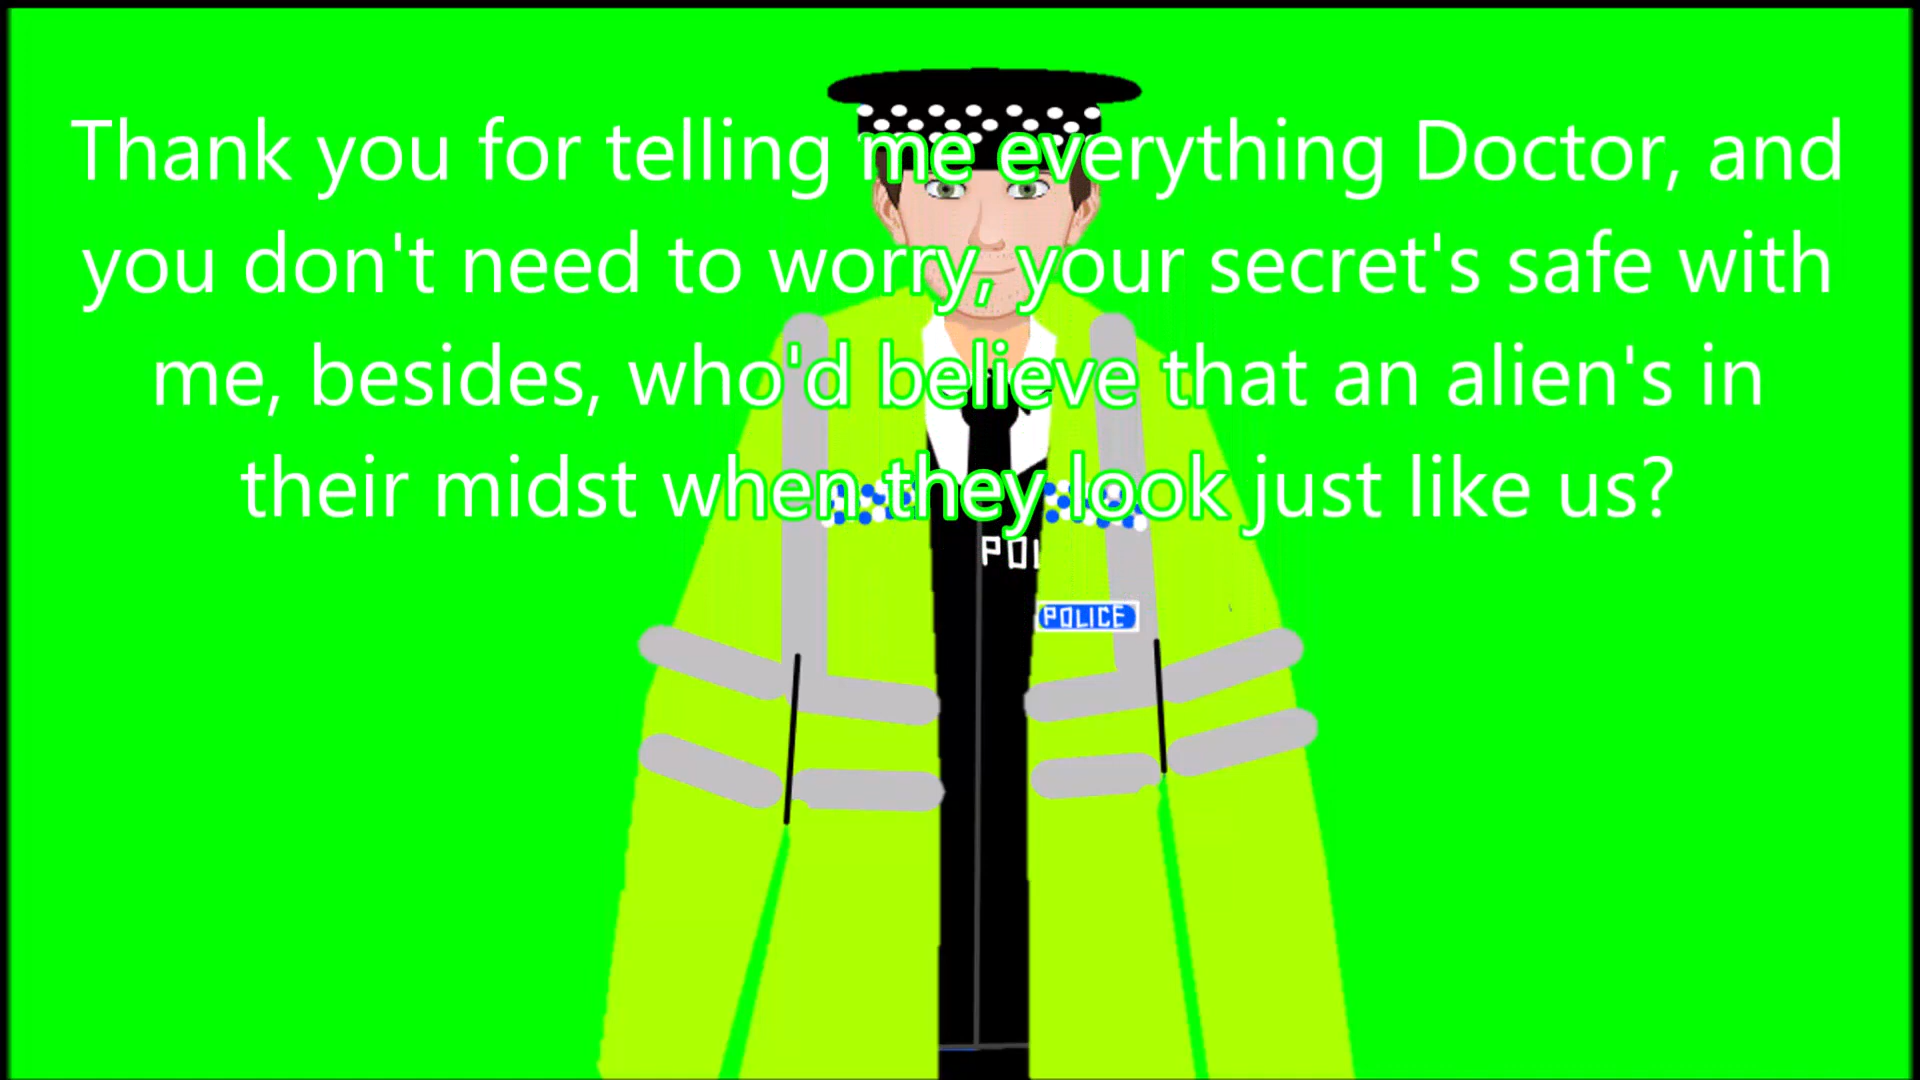 Thank you for telling me everything Doctor, and
you don't need to worry, your secret's safe with
me, besides, who'd believe that an alien's in
their midst when they look just like us?
POL
POLICE